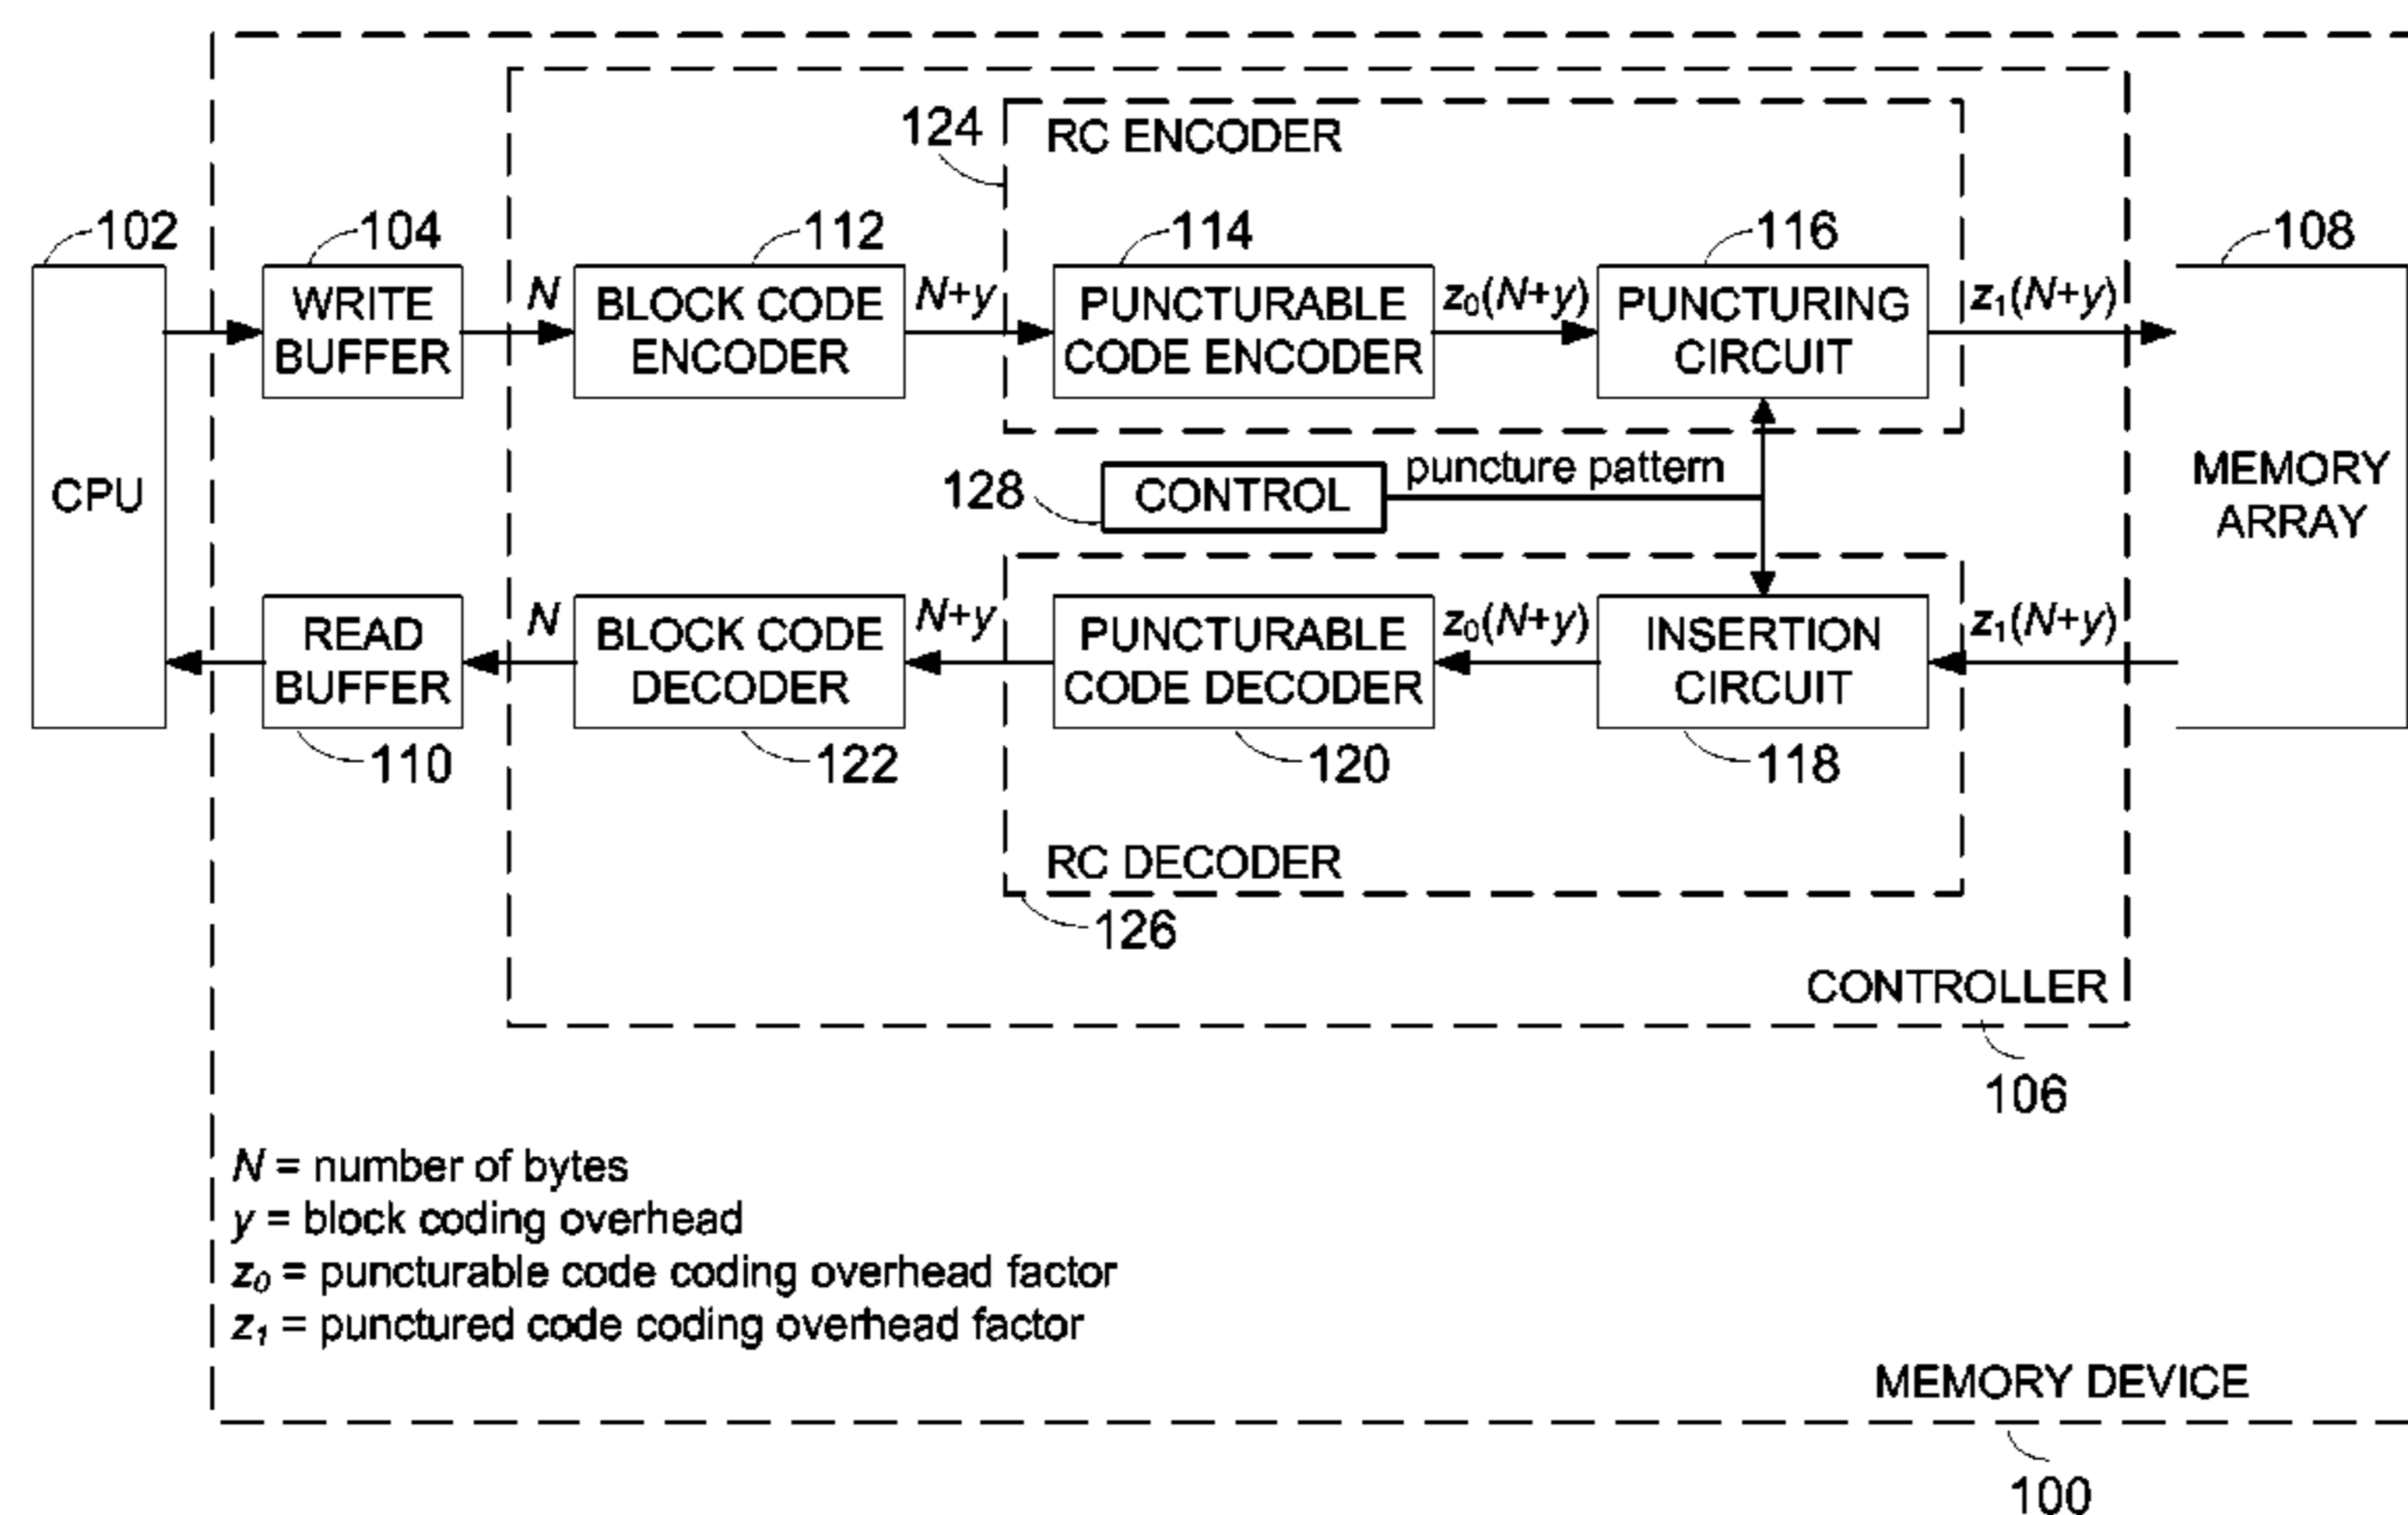 124
RC ENCODER
102
104
112
114
116
108
WRITE
BUFFER
N
BLOCK CODE
ENCODER
N+y
PUNCTURABLE
CODE ENCODER
z0(N+y)
PUNCTURING
CIRCUIT
z1(N+y)
CPU
128
CONTROL
puncture pattern
MEMORY
ARRAY
READ
BUFFER
N
BLOCK CODE
DECODER
N+y
PUNCTURABLE
CODE DECODER
z0(N+y)
INSERTION
CIRCUIT
z1(N+y)
110
122
120
118
RC DECODER
126
CONTROLLER
106
N = number of bytes
y = block coding overhead
z0 = puncturable code coding overhead factor
z1 = punctured code coding overhead factor
MEMORY DEVICE
100